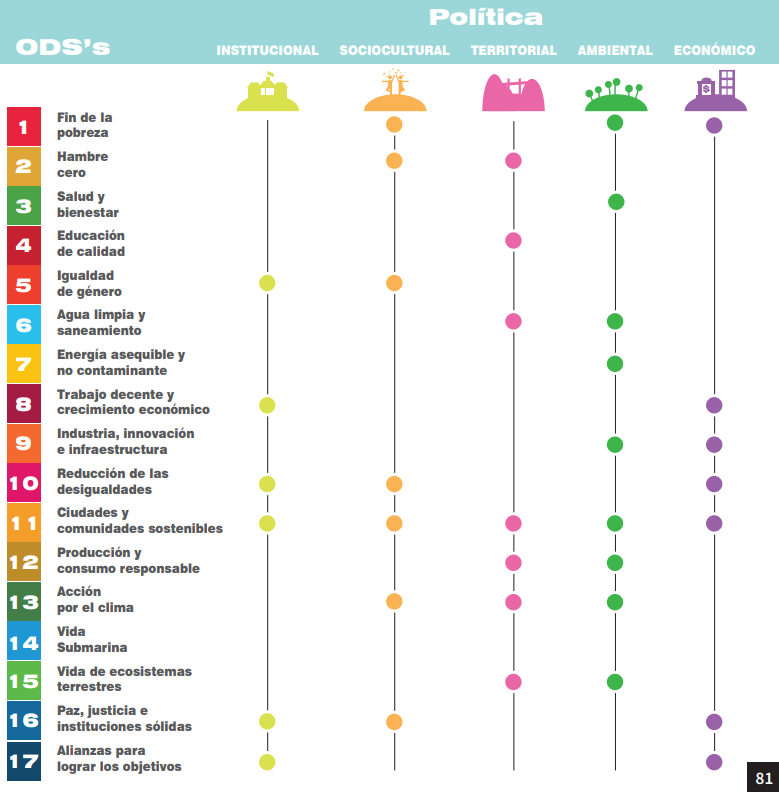 Política
ODS's
INSTITUCIONAL SOCIOCULTURAL TERRITORIAL AMBIENTAL ECONÓMICO
$
1 Fin de la
pobreza
2 Hambre
cero
3 Salud y
bienestar
4 Educación
de calidad
5 Igualdad
de género
6 Agua limpia y
saneamiento
7 Energía asequible y
no contaminante
8 Trabajo decente y
crecimiento económico
9 Industria, innovación
e infraestructura
10 Reducción de las
desigualdades
11 Ciudades y
comunidades sostenibles
12 Producción y
consumo responsable
13 Acción
por el clima
14 Vida
Submarina
15 Vida de ecosistemas
terrestres
16 Paz, justicia e
instituciones sólidas
17 Alianzas para
lograr los objetivos
81